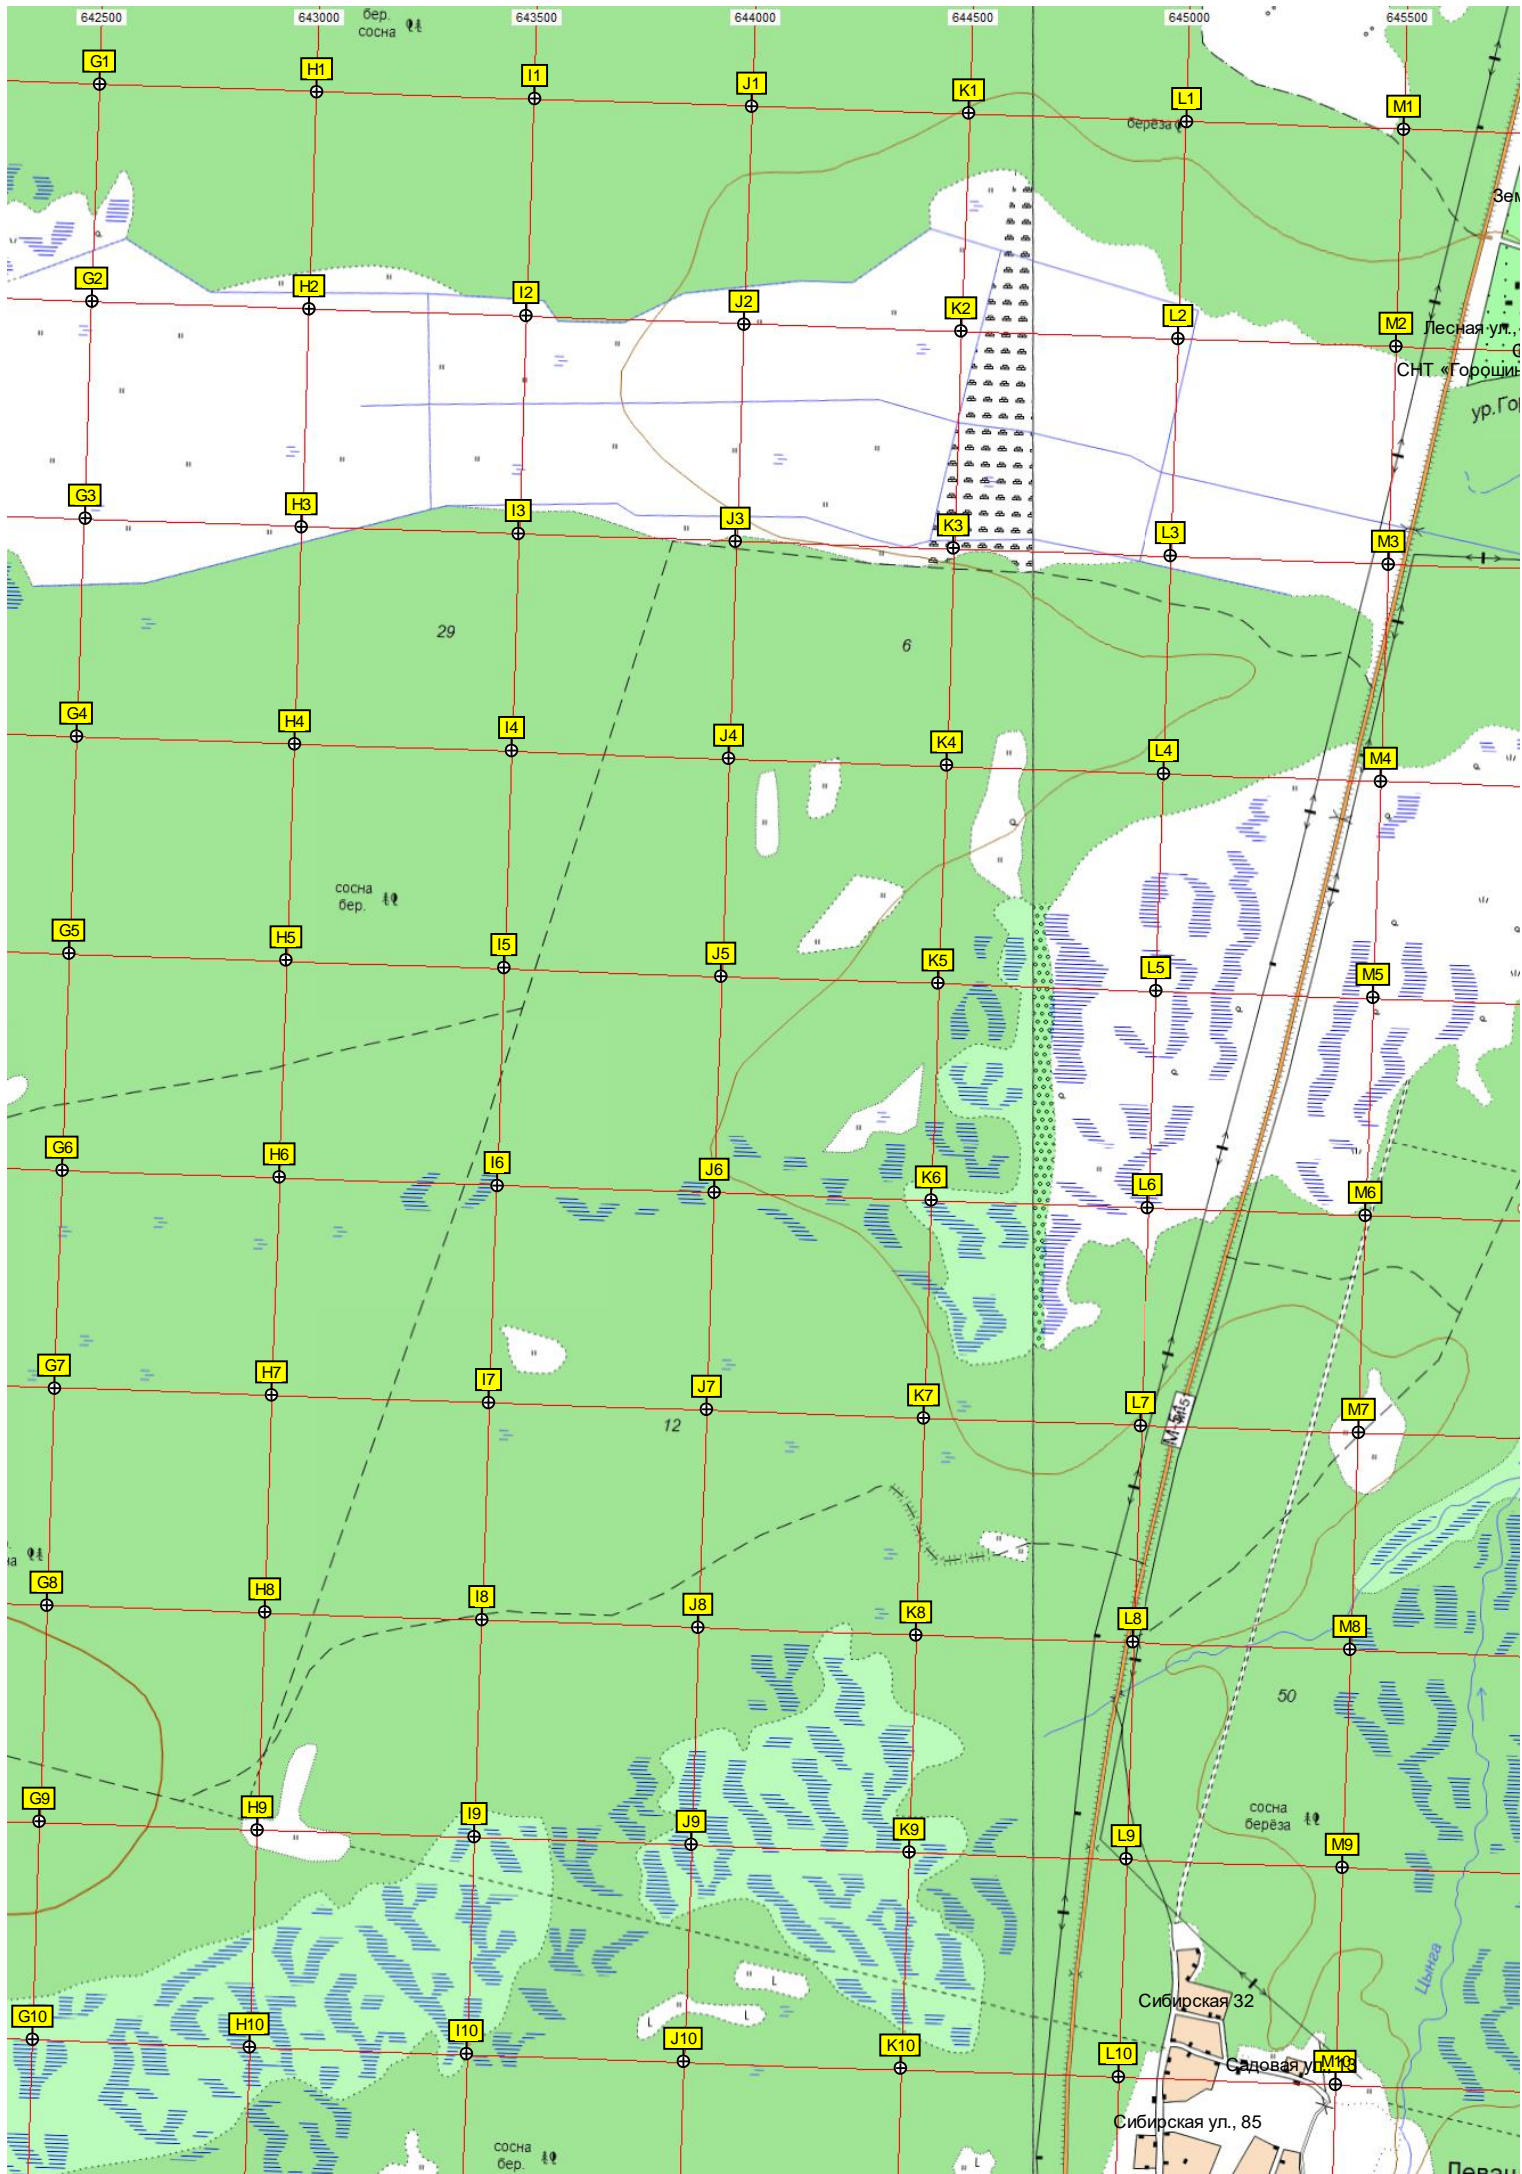 642500 643000 643500 644000 644500 645000 645500
бер.
сосна
G1 H1 I1 J1 K1 L1 M1
берёза
Зем
G2 H2 I2 J2 K2 L2 M2
Лесная ул.,
СНТ «Горошин
ур.Гор
G3 H3 I3 J3 K3 L3 M3
29
6
G4 H4 I4 J4 K4 L4 M4
сосна
бер.
G5 H5 I5 J5 K5 L5 M5
G6 H6 I6 J6 K6 L6 M6
G7 H7 I7 J7 K7 L7 M7
12
на
G8 H8 I8 J8 K8 L8 M8
50
сосна
берёза
G9 H9 I9 J9 K9 L9 M9
Цынга
Сибирская 32
G10 H10 I10 J10 K10 L10 M10
Садовая ул., 13
Сибирская ул., 85
сосна
бер.